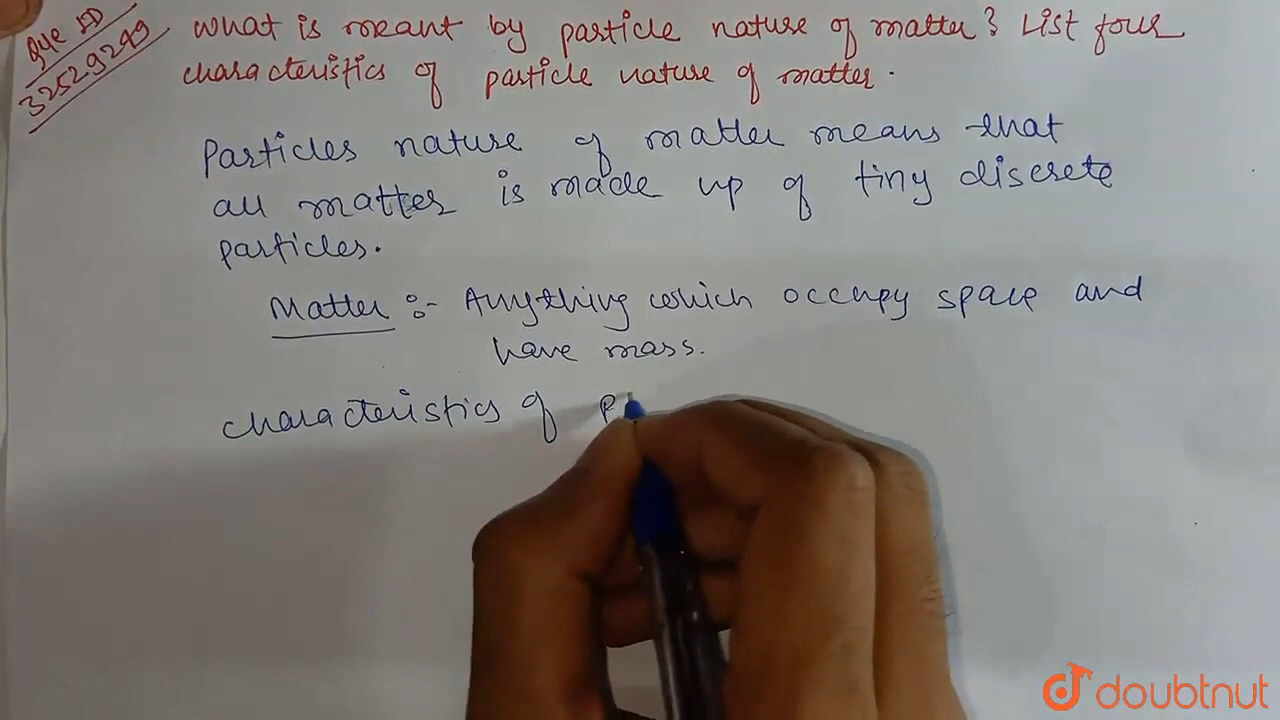 Que ID
32529249
What is meant by particle nature of matter? List four
characteristics of particle nature of matter.
Particles nature of matter means that
all matter is made up of tiny discrete
particles.
Matter :- Anything which occupy space and
have mass.
characteristics of P
doubtnut